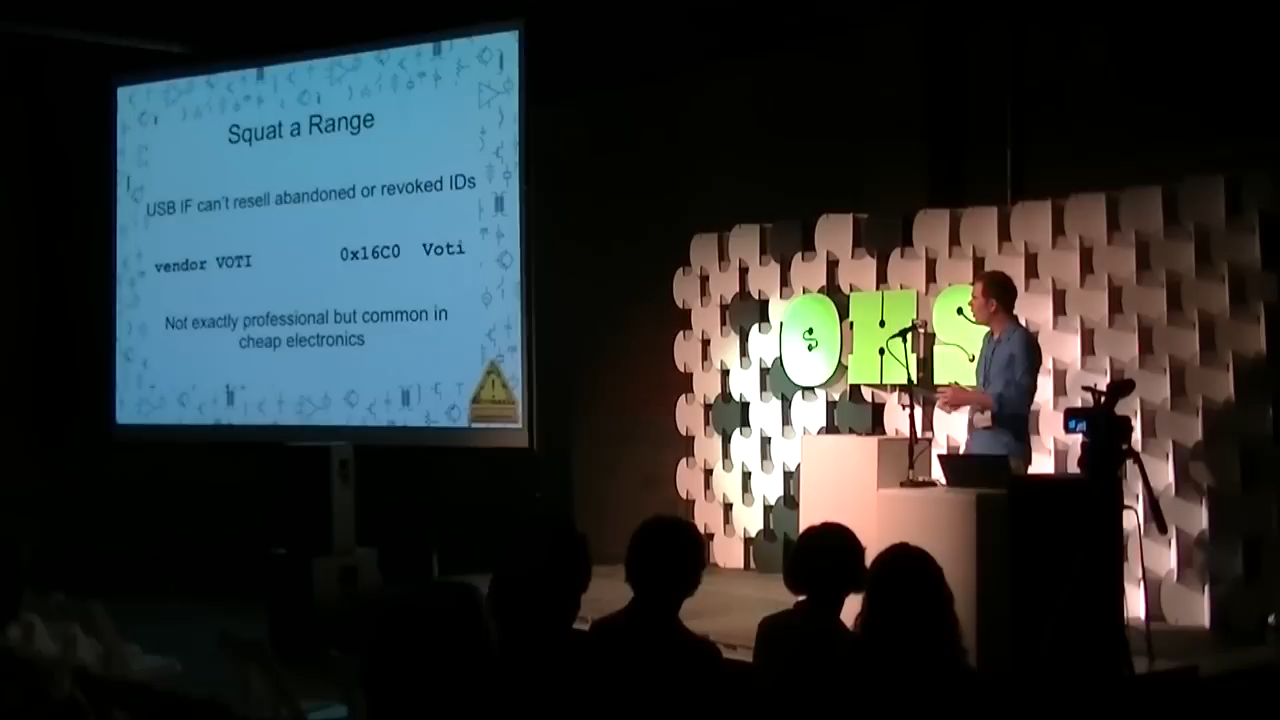 Squat a Range
USB IF can't resell abandoned or revoked IDs
vendor VOTI 0x16C0 Voti
Not exactly professional but common in
cheap electronics
OHS